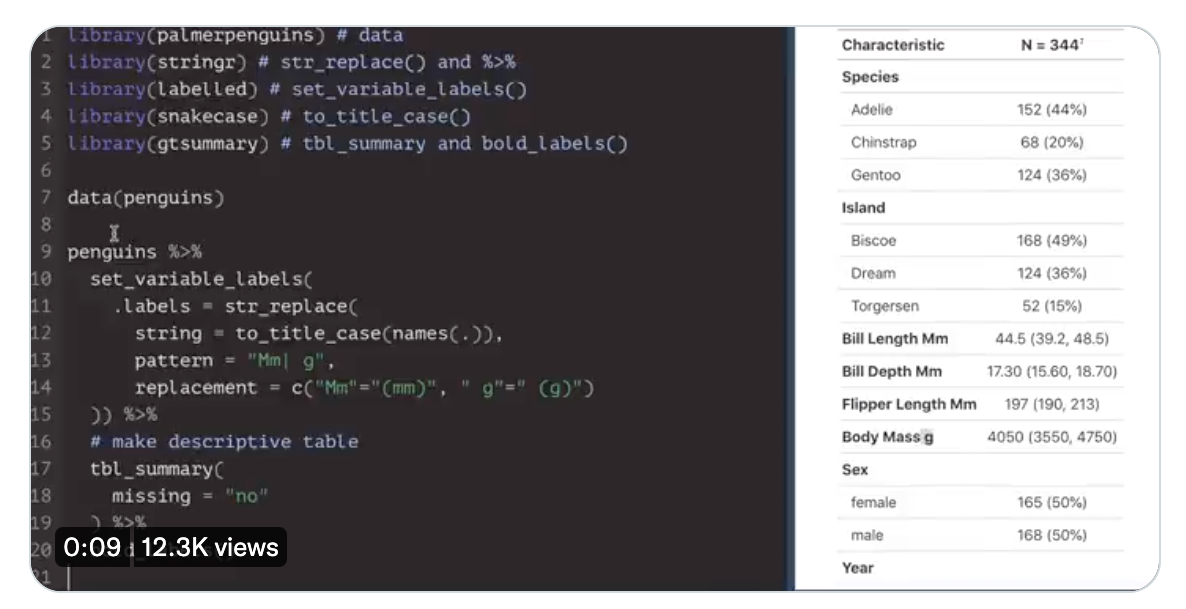 1 library(palmerpenguins) # data
2 library(stringr) # str_replace() and %>%
3 library(labelled) # set_variable_labels()
4 library(snakecase) # to_title_case()
5 library(gtsummary) # tbl_summary and bold_labels()
6
7 data(penguins)
8
9 penguins %>%
10 set_variable_labels(
11 .labels = str_replace(
12 string = to_title_case(names(.)),
13 pattern = "Mm| g",
14 replacement = c("Mm"="(mm)", " g"=" (g)")
15 )) %>%
16 # make descriptive table
17 tbl_summary(
18 missing = "no"
19 ) %>%
20
21
0:09 12.3K views
Characteristic N = 344¹
Species
Adelie 152 (44%)
Chinstrap 68 (20%)
Gentoo 124 (36%)
Island
Biscoe 168 (49%)
Dream 124 (36%)
Torgersen 52 (15%)
Bill Length Mm 44.5 (39.2, 48.5)
Bill Depth Mm 17.30 (15.60, 18.70)
Flipper Length Mm 197 (190, 213)
Body Mass g 4050 (3550, 4750)
Sex
female 165 (50%)
male 168 (50%)
Year